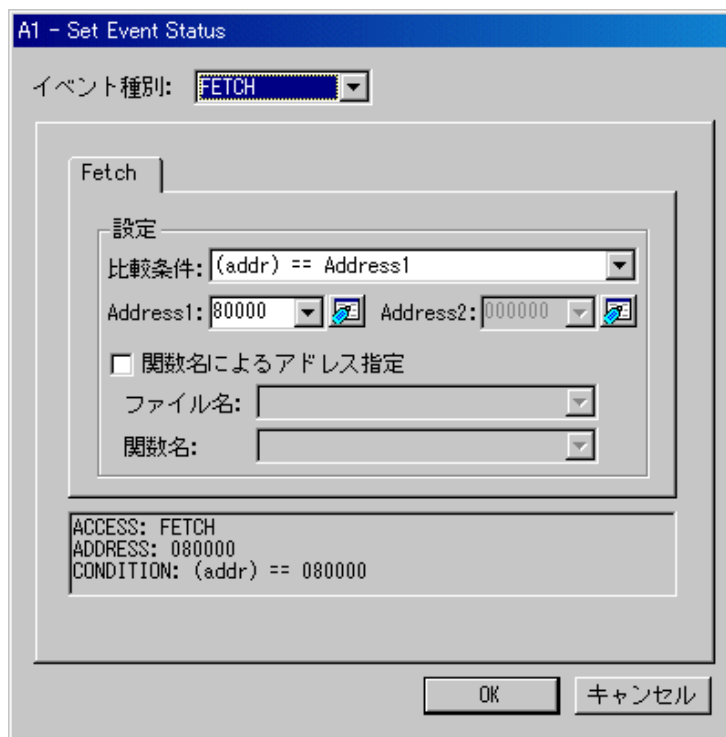 A1 - Set Event Status
イベント種別: FETCH
Fetch
設定
比較条件: (addr) == Address1
Address1: 80000 Address2: 000000
関数名によるアドレス指定
ファイル名:
関数名:
ACCESS: FETCH
ADDRESS: 080000
CONDITION: (addr) == 080000
OK キャンセル